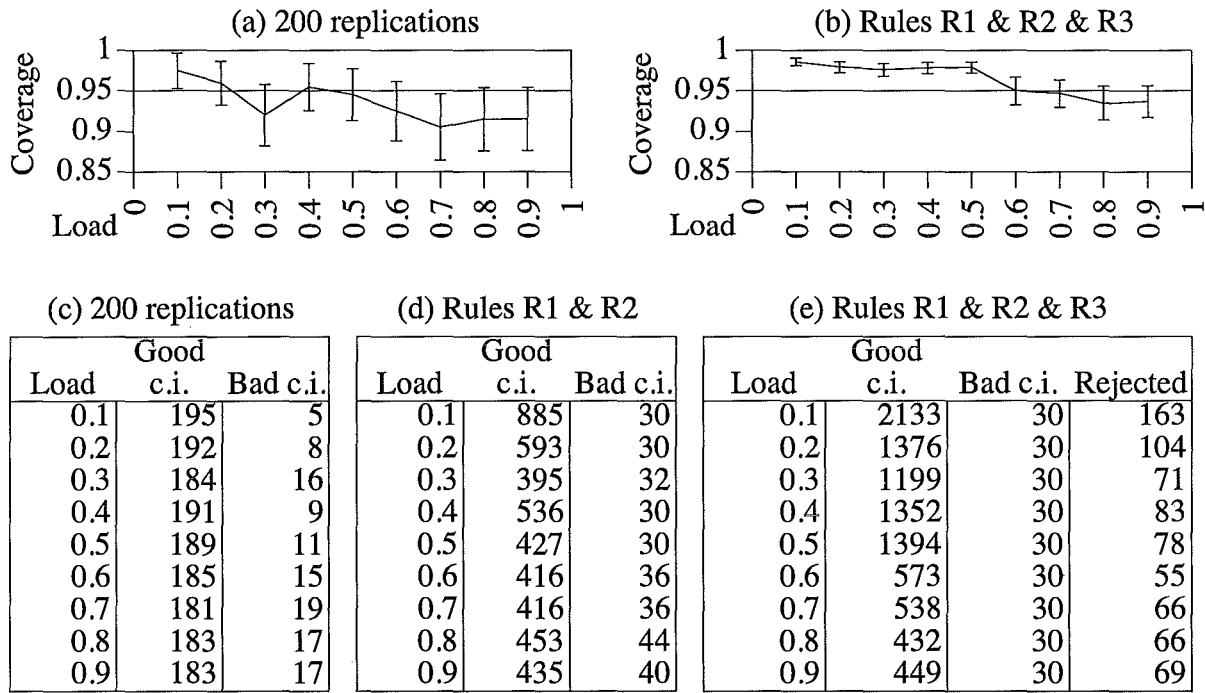 (a) 200 replications
Coverage
1
0.95
0.9
0.85
Load
0 0.1 0.2 0.3 0.4 0.5 0.6 0.7 0.8 0.9 1
(b) Rules R1 & R2 & R3
Coverage
1
0.95
0.9
0.85
Load
0 0.1 0.2 0.3 0.4 0.5 0.6 0.7 0.8 0.9 1
(c) 200 replications
Good
Load c.i. Bad c.i.
0.1 195 5
0.2 192 8
0.3 184 16
0.4 191 9
0.5 189 11
0.6 185 15
0.7 181 19
0.8 183 17
0.9 183 17
(d) Rules R1 & R2
Good
Load c.i. Bad c.i.
0.1 885 30
0.2 593 30
0.3 395 32
0.4 536 30
0.5 427 30
0.6 416 36
0.7 416 36
0.8 453 44
0.9 435 40
(e) Rules R1 & R2 & R3
Good
Load c.i. Bad c.i. Rejected
0.1 2133 30 163
0.2 1376 30 104
0.3 1199 30 71
0.4 1352 30 83
0.5 1394 30 78
0.6 573 30 55
0.7 538 30 66
0.8 432 30 66
0.9 449 30 69